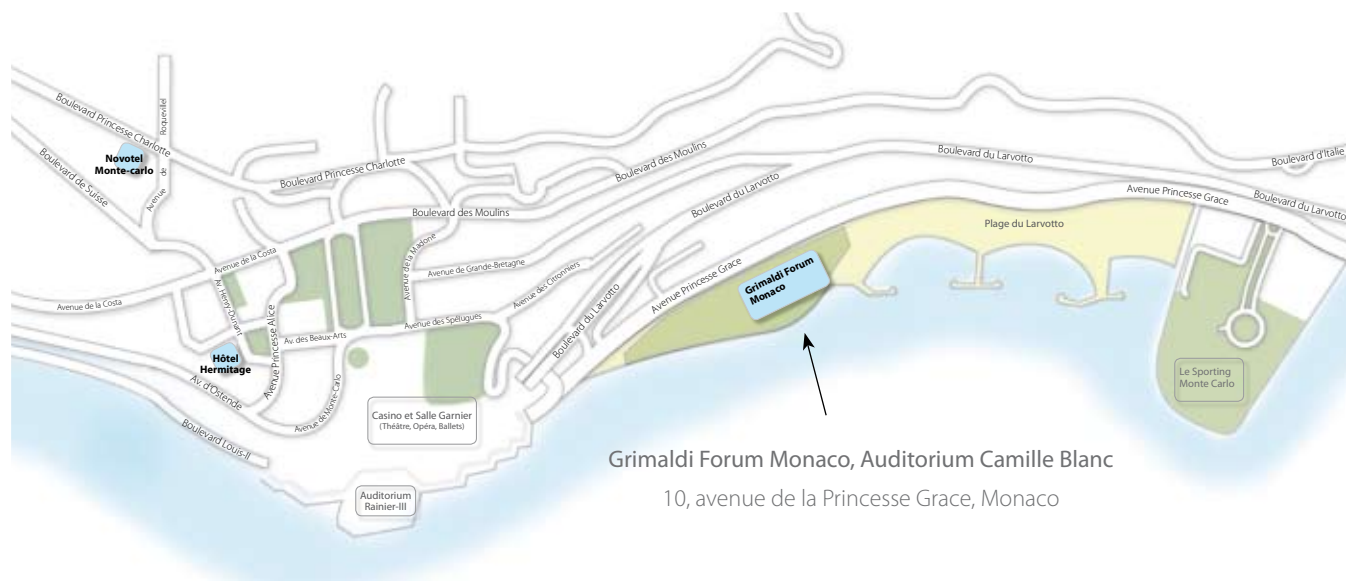 Boulevard Princesse Charlotte
Avenue de Roqueville
Novotel
Monte-carlo
Boulevard de Suisse
Boulevard Princesse Charlotte
Boulevard des Moulins
Boulevard des Moulins
Boulevard du Larvotto
Boulevard du Larvotto
Boulevard d'Italie
Avenue Princesse Grace
Boulevard du Larvotto
Plage du Larvotto
Avenue de la Costa
Avenue de la Costa
Avenue de la Madone
Avenue de Grande-Bretagne
Avenue des Citronniers
Avenue des Spélugues
Av. Henry-Dunant
Avenue Princesse Alice
Av. des Beaux-Arts
Avenue Princesse Grace
Grimaldi Forum
Monaco
Boulevard du Larvotto
Hôtel
Hermitage
Av. d'Ostende
Avenue de Monte-Carlo
Boulevard Louis-II
Casino et Salle Garnier
(Théâtre, Opéra, Ballets)
Auditorium
Rainier-III
Le Sporting
Monte Carlo
Grimaldi Forum Monaco, Auditorium Camille Blanc
10, avenue de la Princesse Grace, Monaco